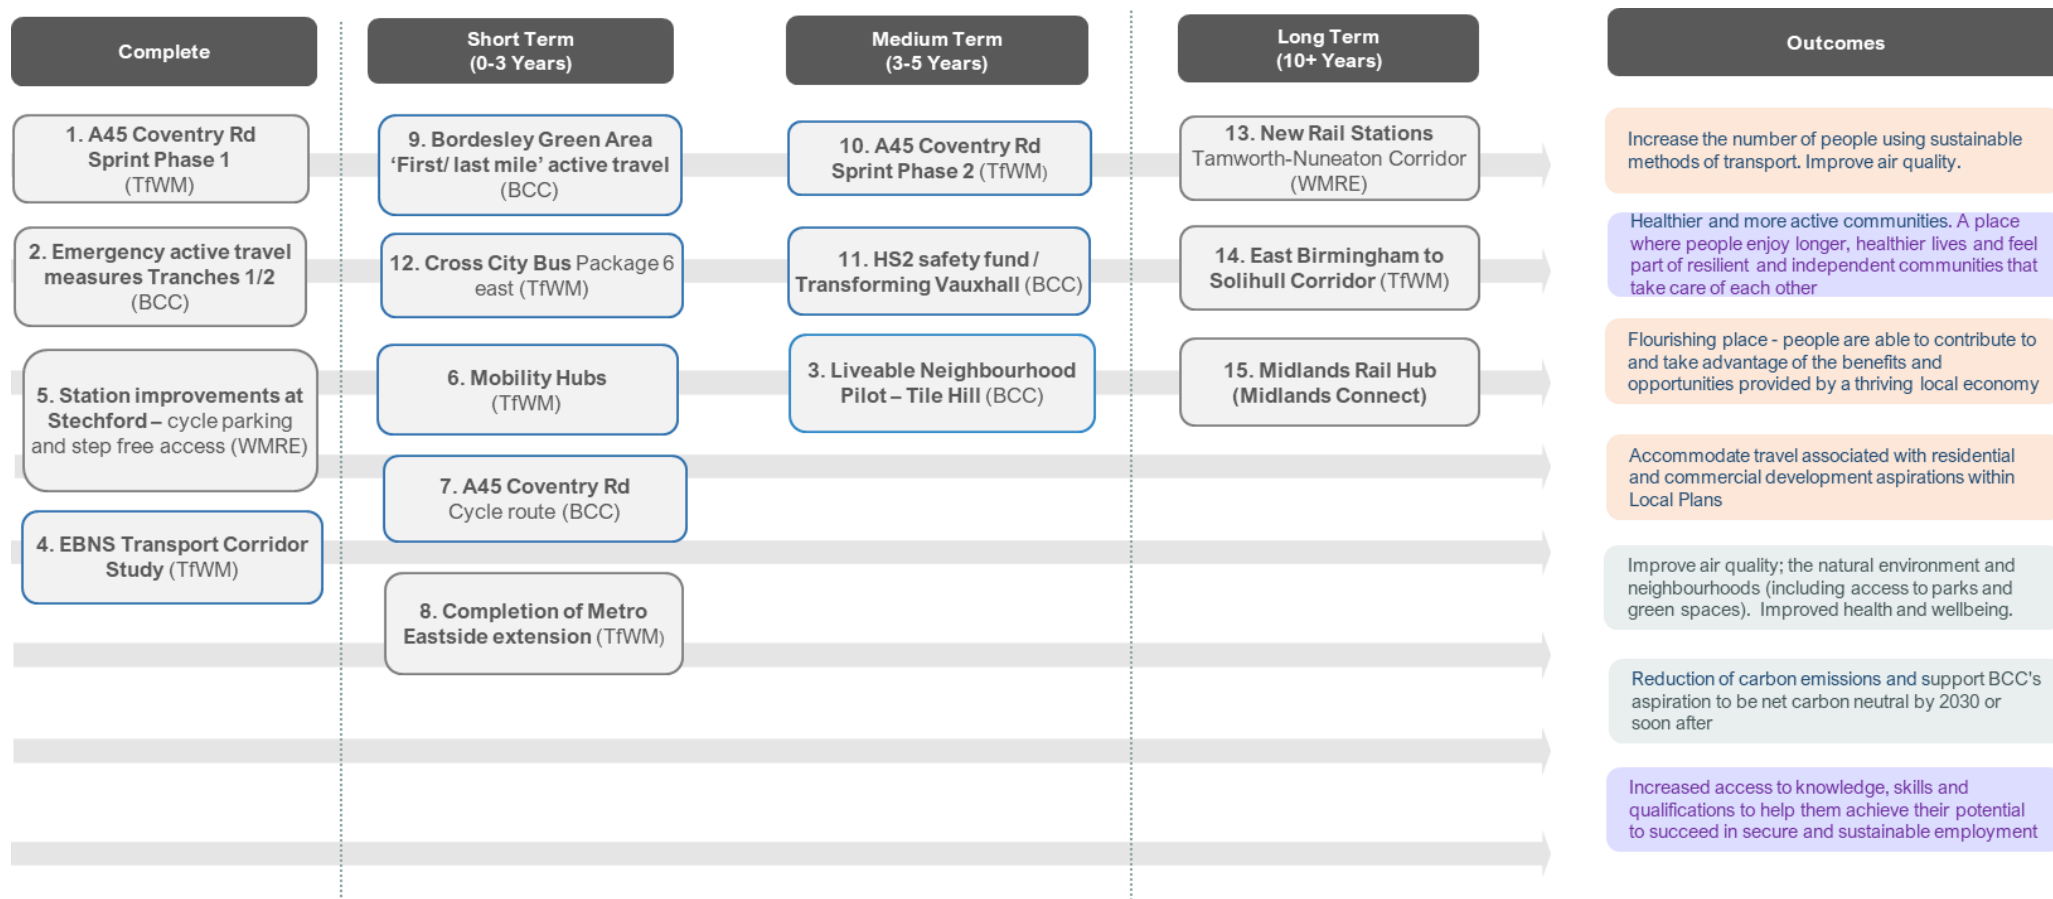 Complete
1. A45 Coventry Rd
Sprint Phase 1
(TfWM)
2. Emergency active travel
measures Tranches 1/2
(BCC)
5. Station improvements at
Stechford – cycle parking
and step free access (WMRE)
4. EBNS Transport Corridor
Study (TfWM)
Short Term
(0-3 Years)
9. Bordesley Green Area
‘First/ last mile’ active travel
(BCC)
12. Cross City Bus Package 6
east (TfWM)
6. Mobility Hubs
(TfWM)
7. A45 Coventry Rd
Cycle route (BCC)
8. Completion of Metro
Eastside extension (TfWM)
Medium Term
(3-5 Years)
10. A45 Coventry Rd
Sprint Phase 2 (TfWM)
11. HS2 safety fund /
Transforming Vauxhall (BCC)
3. Liveable Neighbourhood
Pilot – Tile Hill (BCC)
Long Term
(10+ Years)
13. New Rail Stations
Tamworth-Nuneaton Corridor
(WMRE)
14. East Birmingham to
Solihull Corridor (TfWM)
15. Midlands Rail Hub
(Midlands Connect)
Outcomes
Increase the number of people using sustainable
methods of transport. Improve air quality.
Healthier and more active communities. A place
where people enjoy longer, healthier lives and feel
part of resilient and independent communities that
take care of each other
Flourishing place - people are able to contribute to
and take advantage of the benefits and
opportunities provided by a thriving local economy
Accommodate travel associated with residential
and commercial development aspirations within
Local Plans
Improve air quality; the natural environment and
neighbourhoods (including access to parks and
green spaces). Improved health and wellbeing.
Reduction of carbon emissions and support BCC's
aspiration to be net carbon neutral by 2030 or
soon after
Increased access to knowledge, skills and
qualifications to help them achieve their potential
to succeed in secure and sustainable employment